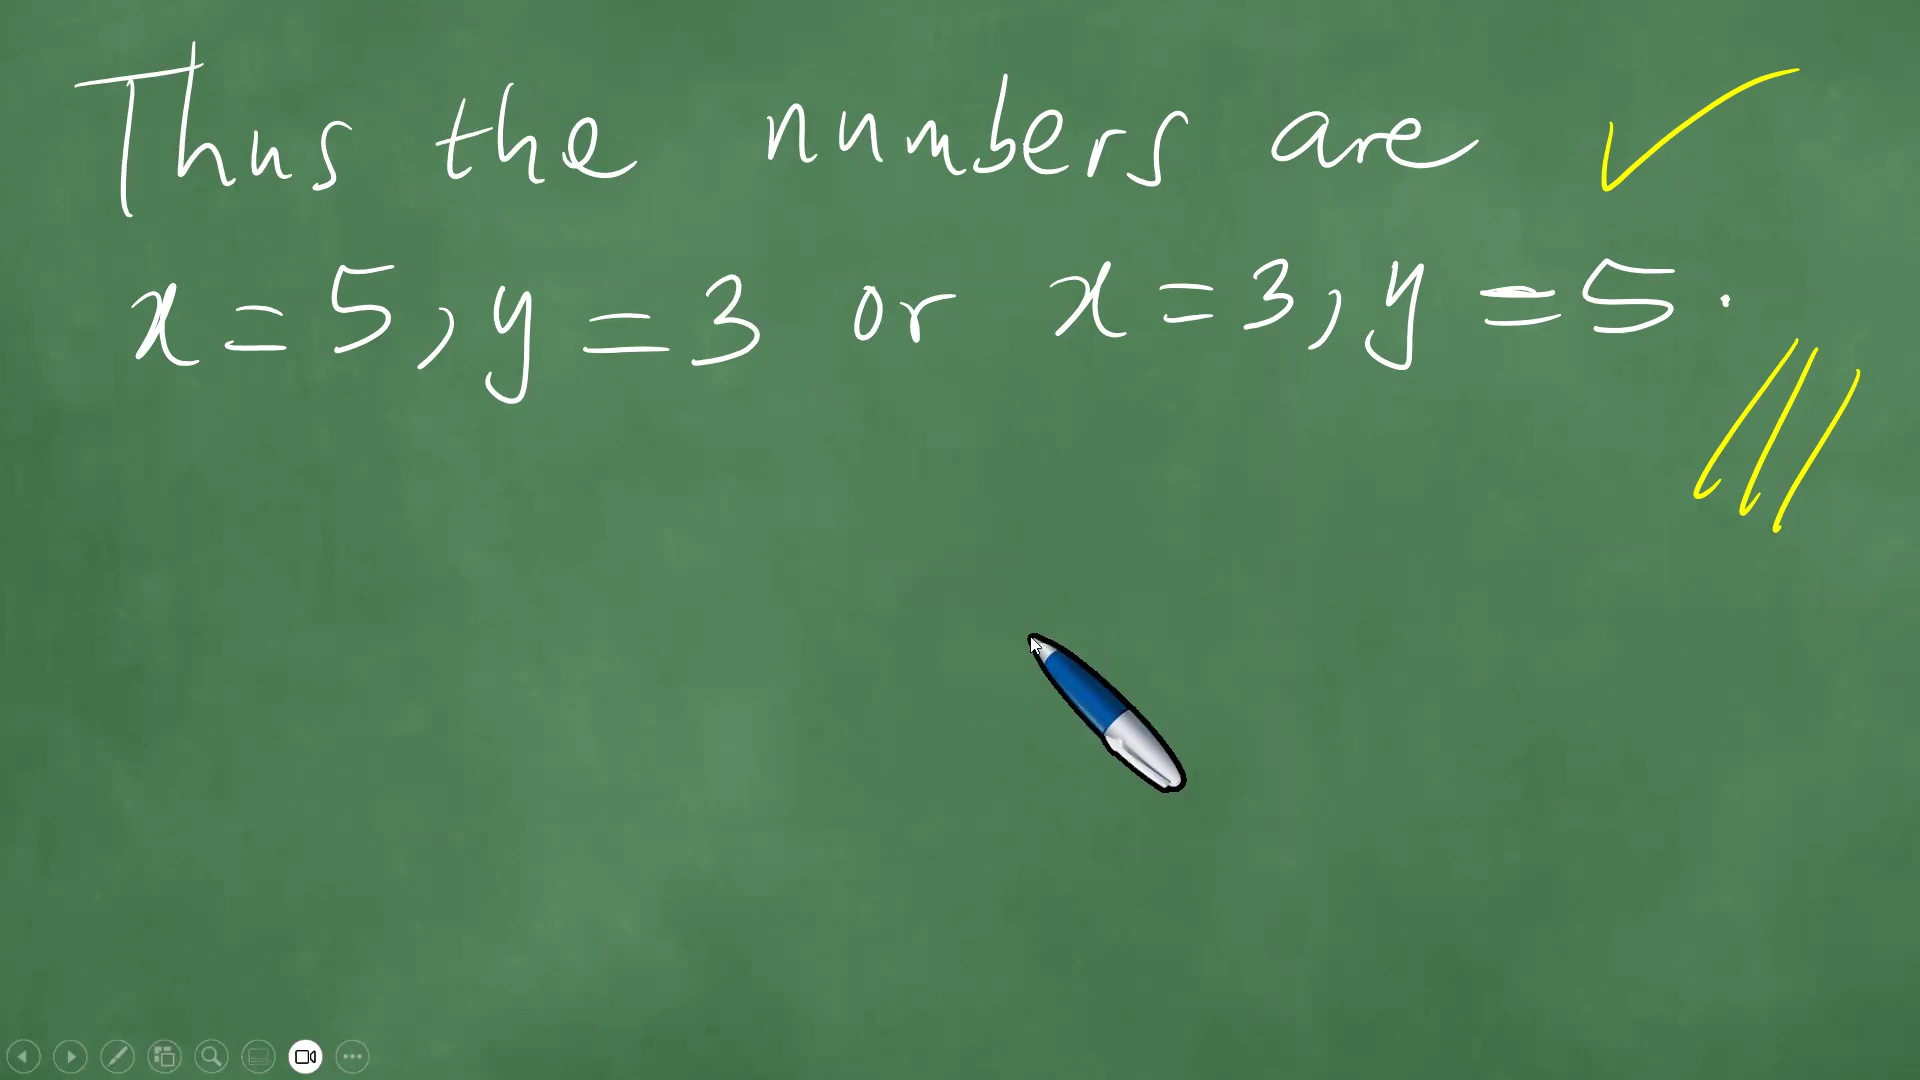 Thus the numbers are
x = 5, y = 3 or x = 3, y = 5.